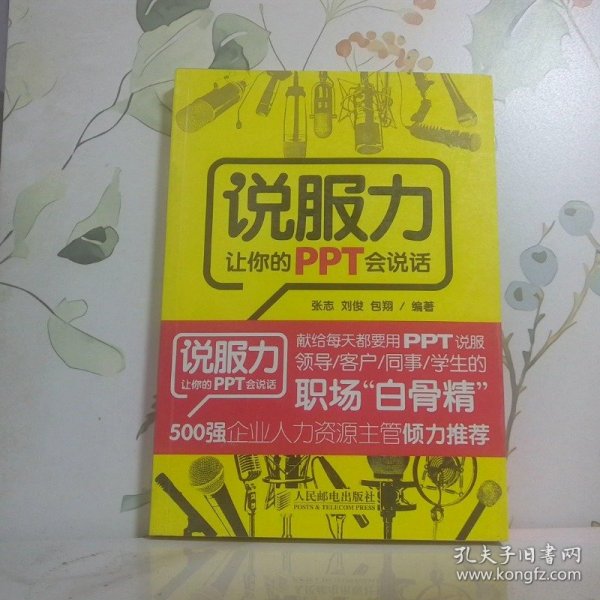 说服力
让你的PPT会说话
张志 刘俊 包翔 / 编著
说服力
让你的PPT会说话
献给每天都要用PPT说服
领导/客户/同事/学生的
职场“白骨精”
500强企业人力资源主管倾力推荐
人民邮电出版社
POSTS & TELECOM PRESS
孔夫子旧书网
www.kongfz.com